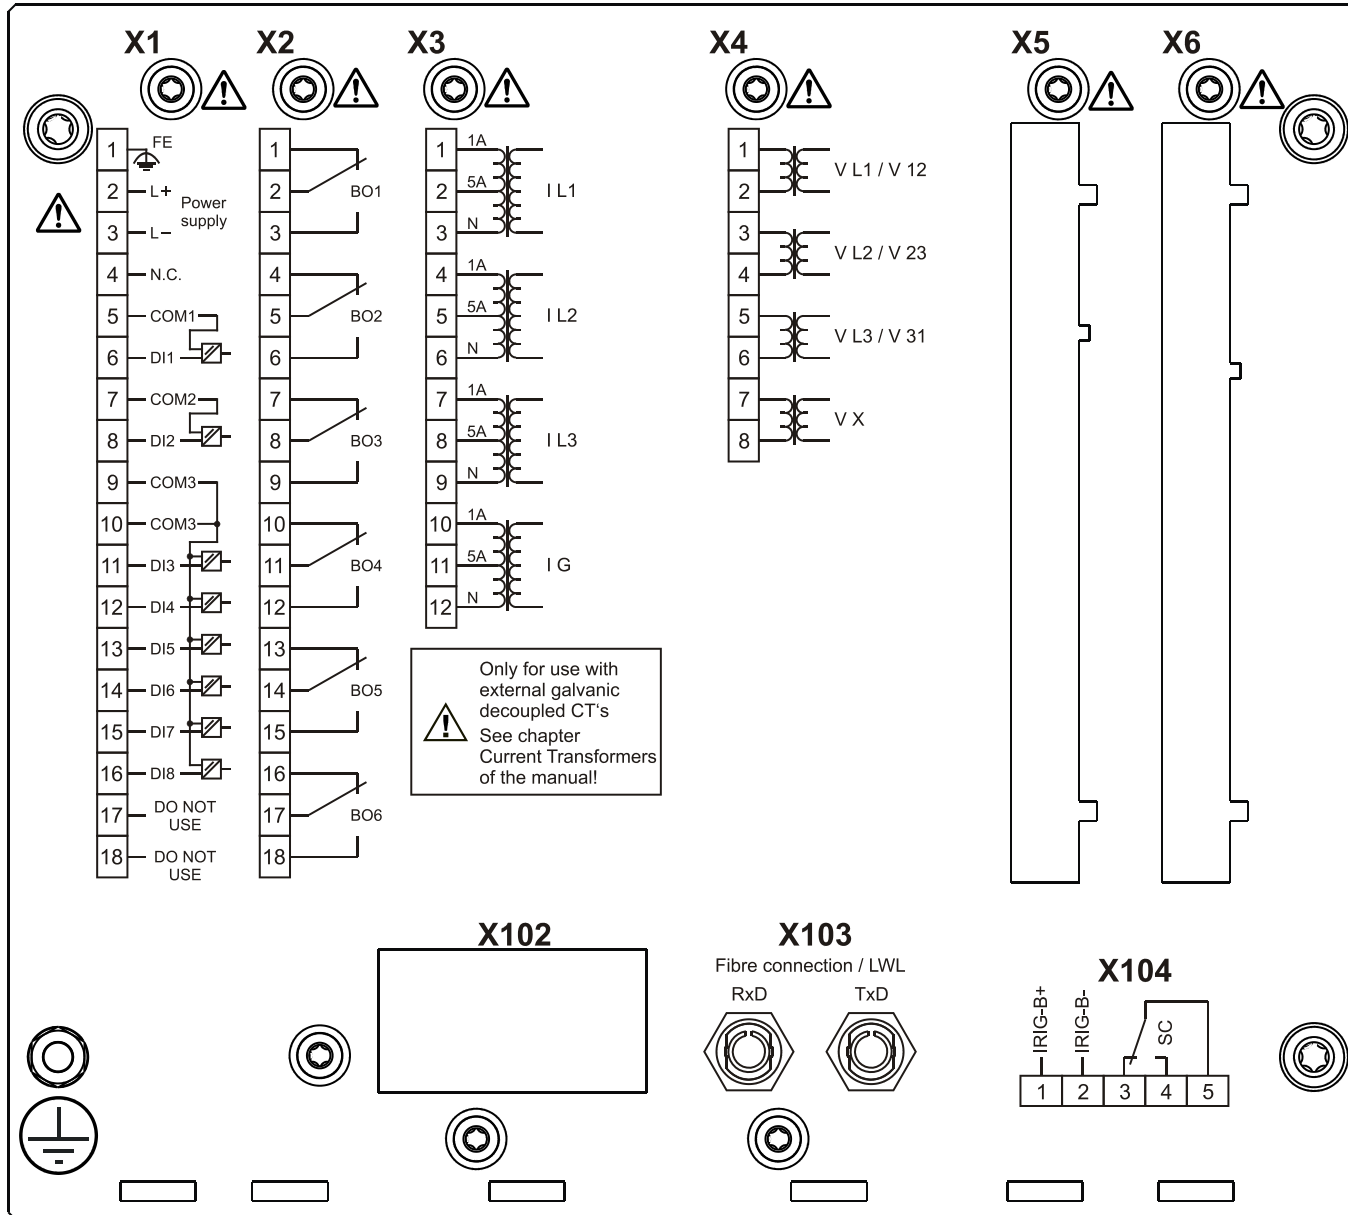 X1
X2
X3
X4
X5
X6
1 FE
2 L+
Power
supply
3 L−
4 N.C.
5 COM1
6 DI1
7 COM2
8 DI2
9 COM3
10 COM3
11 DI3
12 DI4
13 DI5
14 DI6
15 DI7
16 DI8
17 DO NOT
USE
18 DO NOT
USE
1
2 BO1
3
4
5 BO2
6
7
8 BO3
9
10
11 BO4
12
13
14 BO5
15
16
17 BO6
18
1 1A
2 5A I L1
3 N
4 1A
5 5A I L2
6 N
7 1A
8 5A I L3
9 N
10 1A
11 5A I G
12 N
Only for use with
external galvanic
decoupled CT‘s
See chapter
Current Transformers
of the manual!
1
V L1 / V 12
2
3
V L2 / V 23
4
5
V L3 / V 31
6
7
V X
8
X102
X103
Fibre connection / LWL
RxD TxD
X104
IRIG-B+
IRIG-B-
SC
1 2 3 4 5